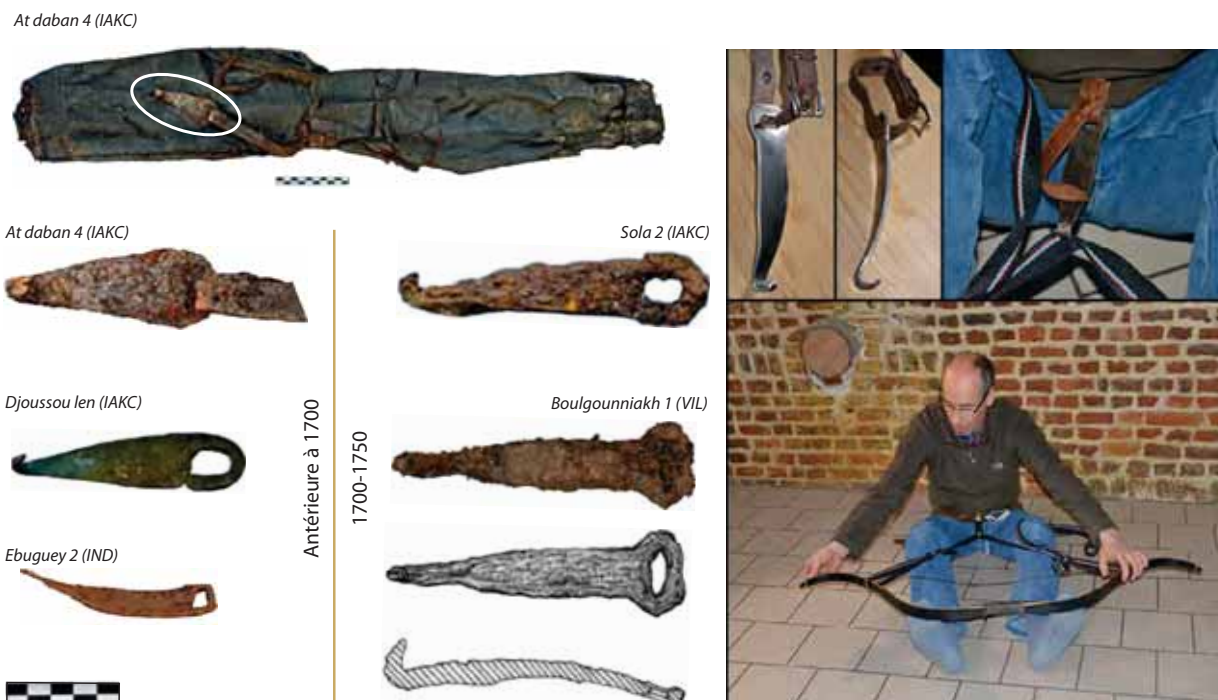 At daban 4 (IAKC)
At daban 4 (IAKC)
Sola 2 (IAKC)
Djoussou len (IAKC)
Antérieure à 1700
1700-1750
Boulgounniakh 1 (VIL)
Ebuguey 2 (IND)